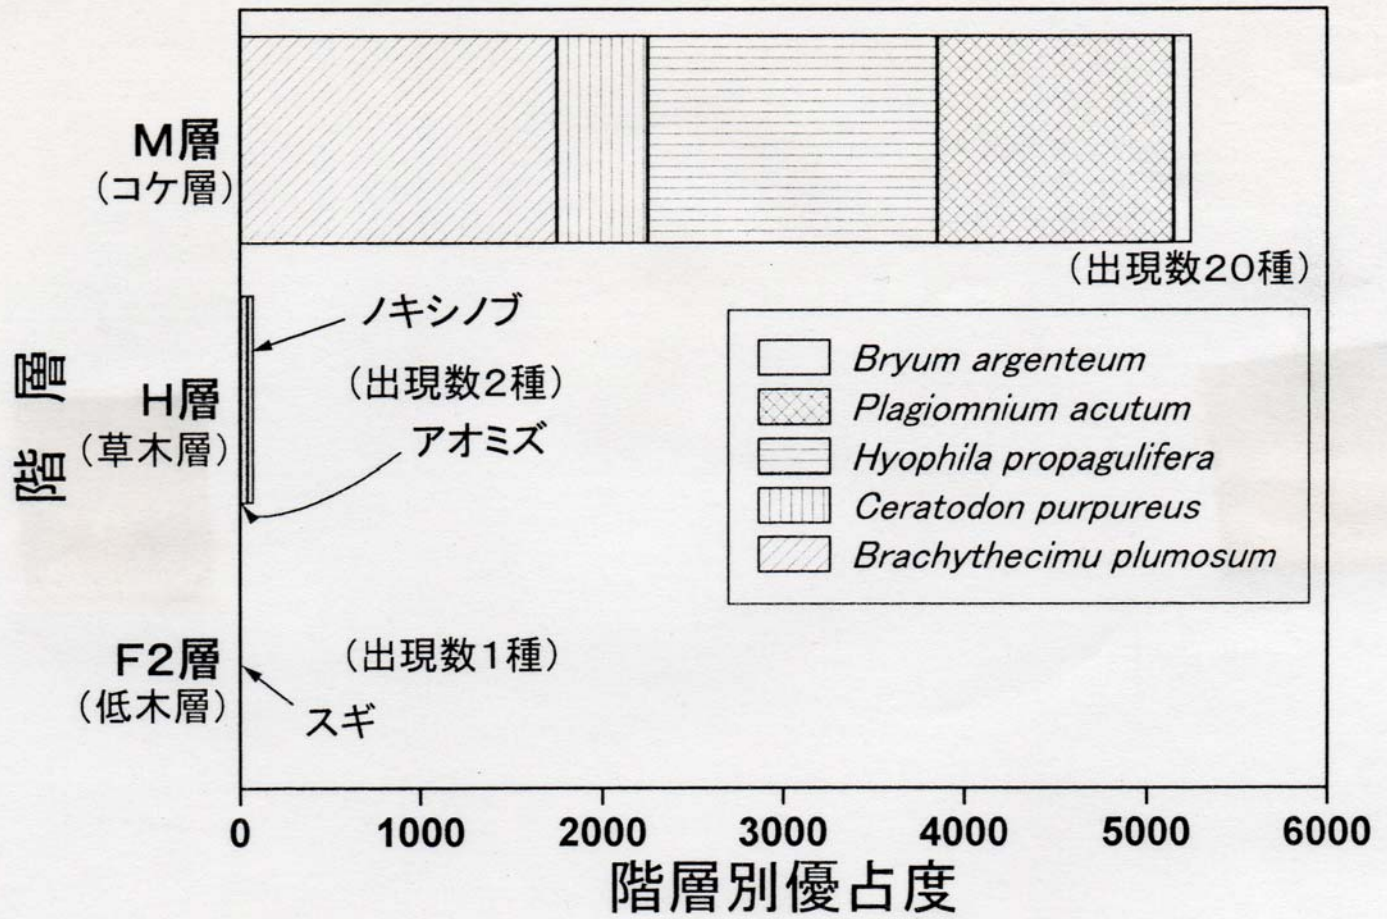 M層
(コケ層)
(出現数20種)
ノキシノブ
(出現数2種)
アオミズ
H層
(草木層)
階層
Bryum argenteum
Plagiomnium acutum
Hyophila propagulifera
Ceratodon purpureus
Brachythecimu plumosum
F2層
(低木層)
(出現数1種)
スギ
0 1000 2000 3000 4000 5000 6000
階層別優占度